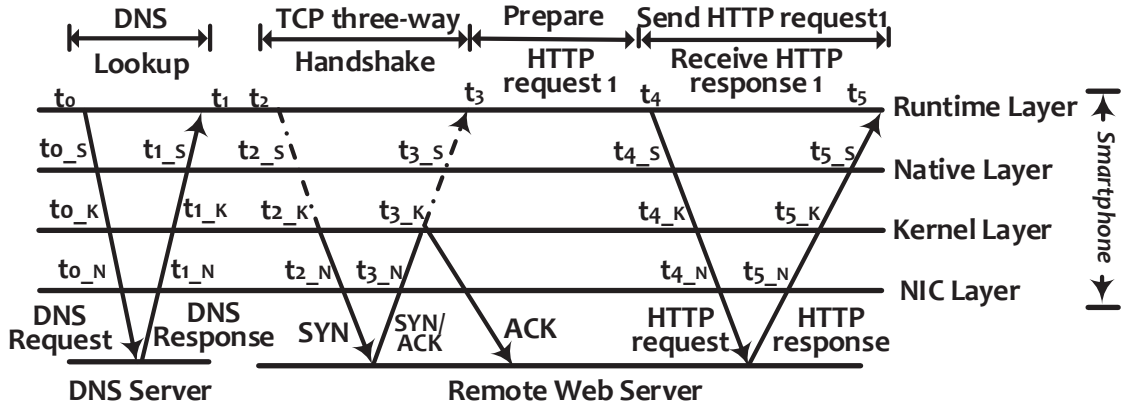 DNS
Lookup
TCP three-way
Handshake
Prepare
HTTP
request 1
Send HTTP request1
Receive HTTP
response 1
t0
t1
t2
t3
t4
t5
Runtime Layer
t0_S
t1_S
t2_S
t3_S
t4_S
t5_S
Native Layer
t0_K
t1_K
t2_K
t3_K
t4_K
t5_K
Kernel Layer
t0_N
t1_N
t2_N
t3_N
t4_N
t5_N
NIC Layer
Smartphone
DNS
Request
DNS
Response
SYN
SYN/
ACK
ACK
HTTP
request
HTTP
response
DNS Server
Remote Web Server